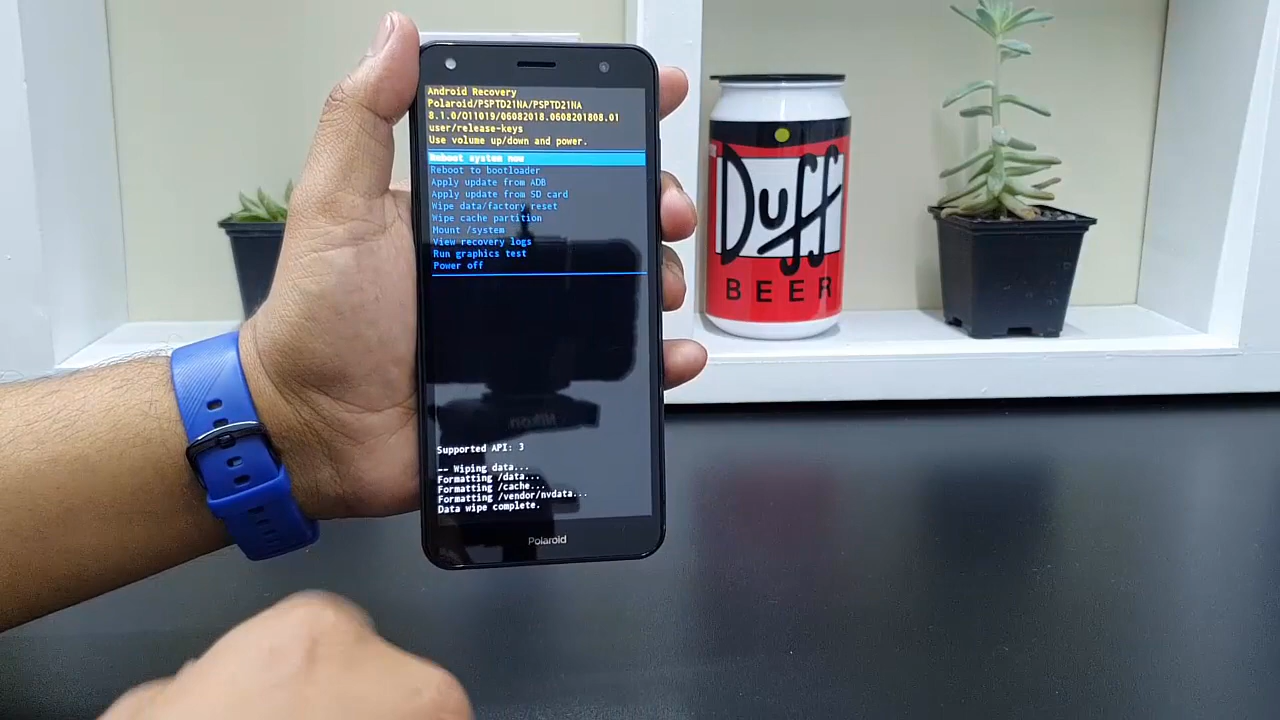 Android Recovery
Polaroid/PSPTD21NA/PSPTD21NA
8.1.0/O11019/06082018.0608201808.01
user/release-keys
Use volume up/down and power.
Reboot system now
Reboot to bootloader
Apply update from ADB
Apply update from SD card
Wipe data/factory reset
Wipe cache partition
Mount /system
View recovery logs
Run graphics test
Power off
Supported API: 3
-- Wiping data...
Formatting /data...
Formatting /cache...
Formatting /vendor/nvdata...
Data wipe complete.
Polaroid
Duff
BEER
Nikon